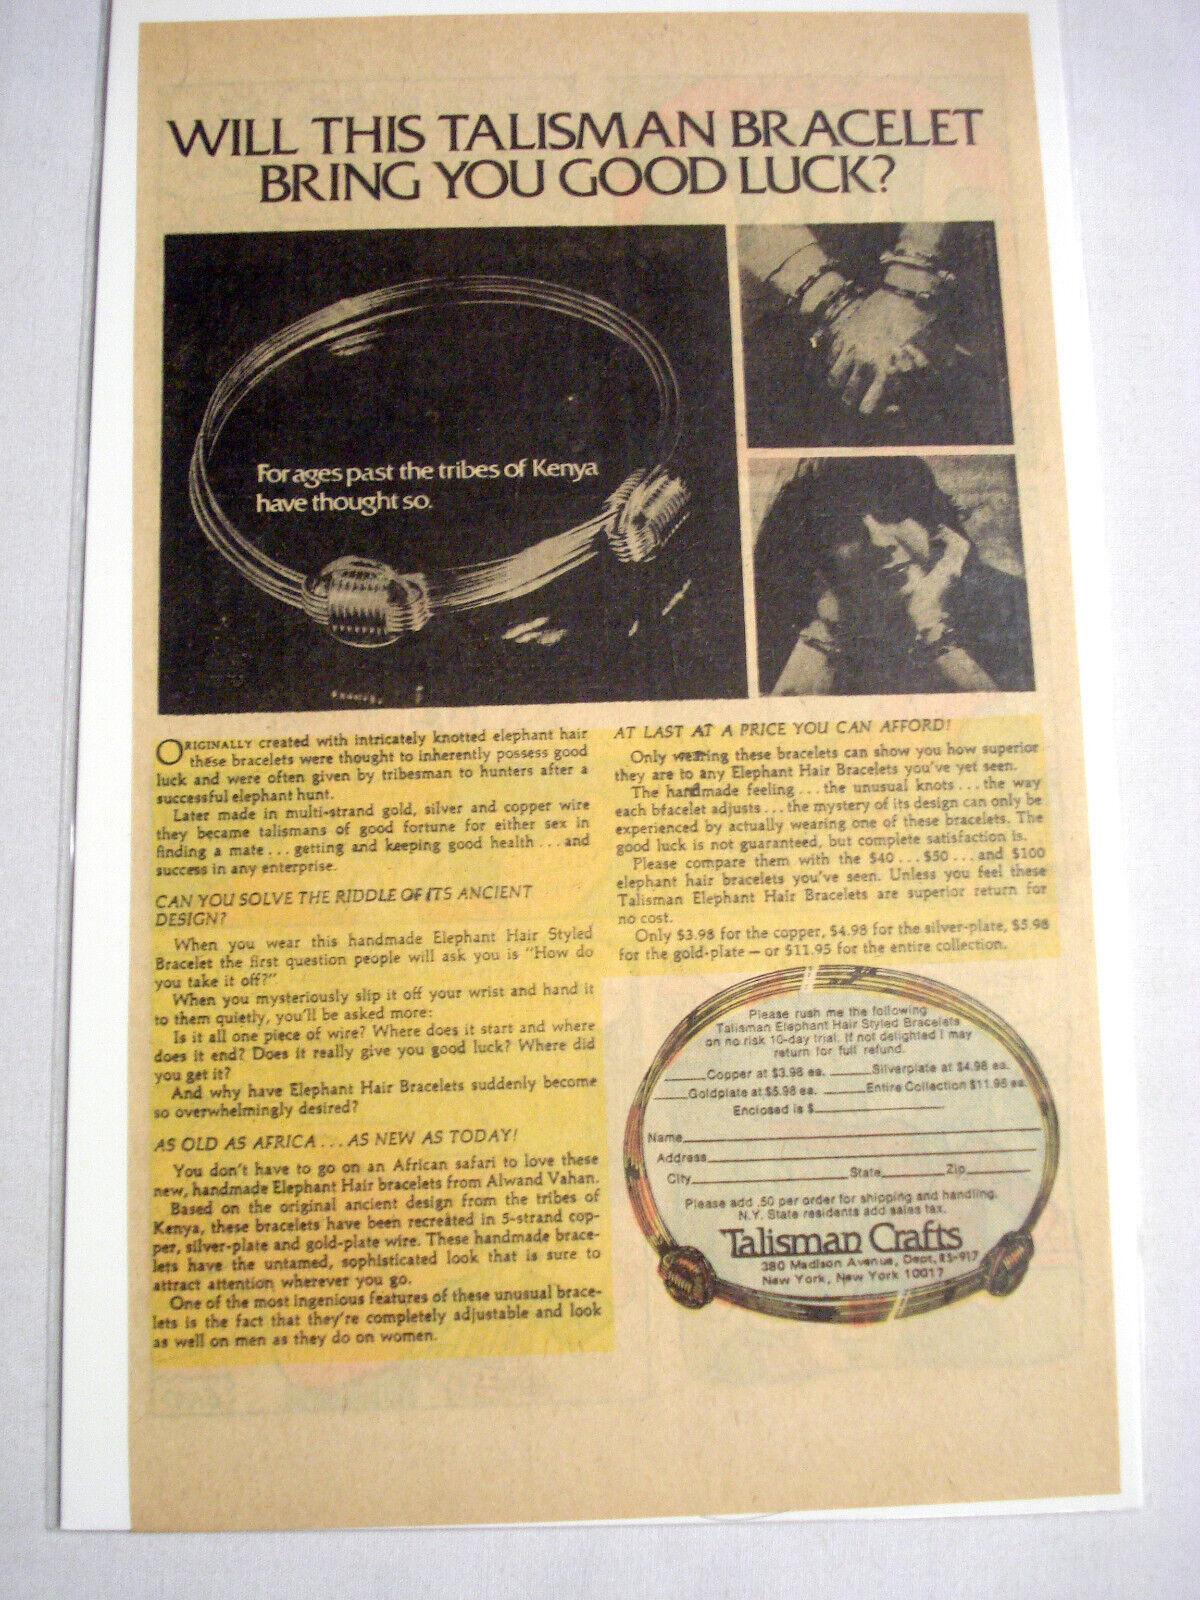 WILL THIS TALISMAN BRACELET
BRING YOU GOOD LUCK?
For ages past the tribes of Kenya
have thought so.
ORIGINALLY created with intricately knotted elephant hair
these bracelets were thought to inherently possess good
luck and were often given by tribesman to hunters after a
successful elephant hunt.
Later made in multi-strand gold, silver and copper wire
they became talismans of good fortune for either sex in
finding a mate . . . getting and keeping good health . . . and
success in any enterprise.
CAN YOU SOLVE THE RIDDLE OF ITS ANCIENT
DESIGN?
When you wear this handmade Elephant Hair Styled
Bracelet the first question people will ask you is "How do
you take it off?"
When you mysteriously slip it off your wrist and hand it
to them quietly, you'll be asked more:
Is it all one piece of wire? Where does it start and where
does it end? Does it really give you good luck? Where did
you get it?
And why have Elephant Hair Bracelets suddenly become
so overwhelmingly desired?
AS OLD AS AFRICA . . . AS NEW AS TODAY!
You don't have to go on an African safari to love these
new, handmade Elephant Hair bracelets from Alwand Vahan.
Based on the original ancient design from the tribes of
Kenya, these bracelets have been recreated in 5-strand cop-
per, silver-plate and gold-plate wire. These handmade brace-
lets have the untamed, sophisticated look that is sure to
attract attention wherever you go.
One of the most ingenious features of these unusual brace-
lets is the fact that they're completely adjustable and look
as well on men as they do on women.
AT LAST AT A PRICE YOU CAN AFFORD!
Only wearing these bracelets can show you how superior
they are to any Elephant Hair Bracelets you've yet seen.
The handmade feeling . . . the unusual knots . . . the way
each bfacelet adjusts . . . the mystery of its design can only be
experienced by actually wearing one of these bracelets. The
good luck is not guaranteed, but complete satisfaction is.
Please compare them with the $40 . . . $50 . . . and $100
elephant hair bracelets you've seen. Unless you feel these
Talisman Elephant Hair Bracelets are superior return for
no cost.
Only $3.98 for the copper, $4.98 for the silver-plate, $5.98
for the gold-plate — or $11.95 for the entire collection.
Please rush me the following
Talisman Elephant Hair Styled Bracelets
on no risk 10-day trial. If not delighted I may
return for full refund.
____Copper at $3.98 ea. ____Silverplate at $4.98 ea.
____Goldplate at $5.98 ea. ____Entire Collection $11.95 ea.
Enclosed is $____
Name____
Address____
City____State____Zip____
Please add .50 per order for shipping and handling.
N.Y. State residents add sales tax.
Talisman Crafts
380 Madison Avenue, Dept. RS-917
New York, New York 10017